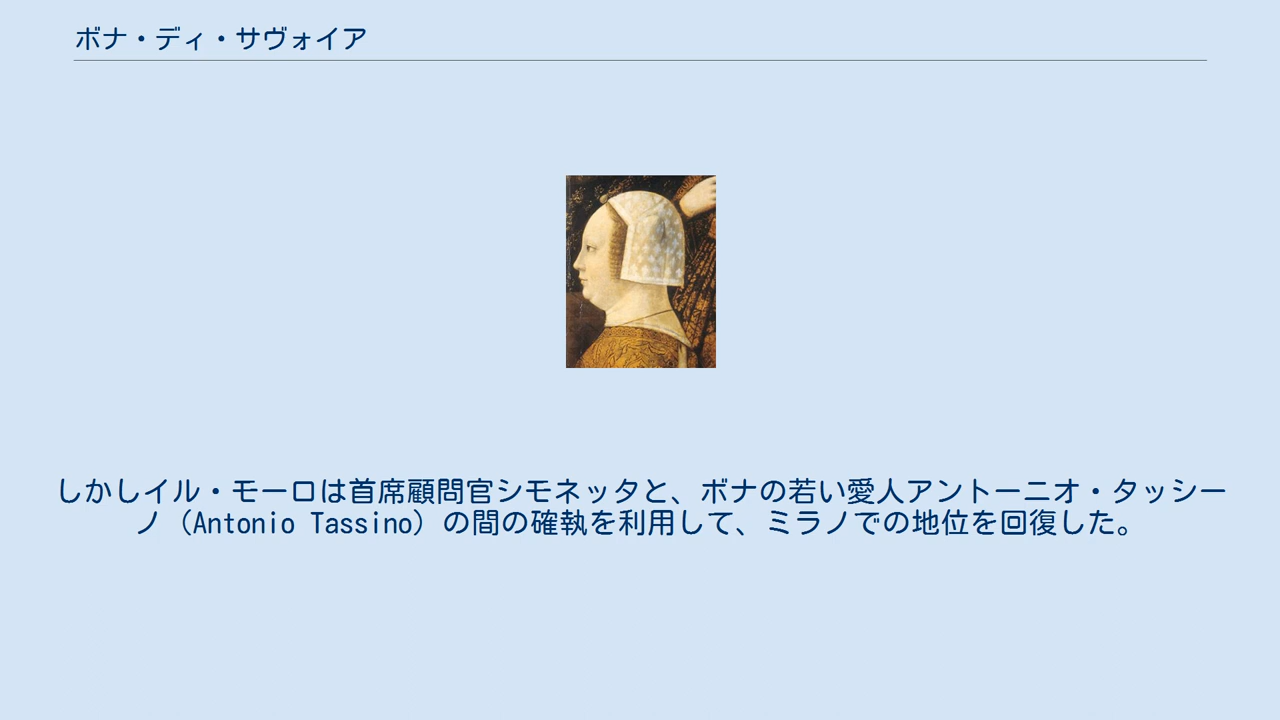 ボナ・ディ・サヴォイア
しかしイル・モーロは首席顧問官シモネッタと、ボナの若い愛人アントーニオ・タッシー
ノ（Antonio Tassino）の間の確執を利用して、ミラノでの地位を回復した。